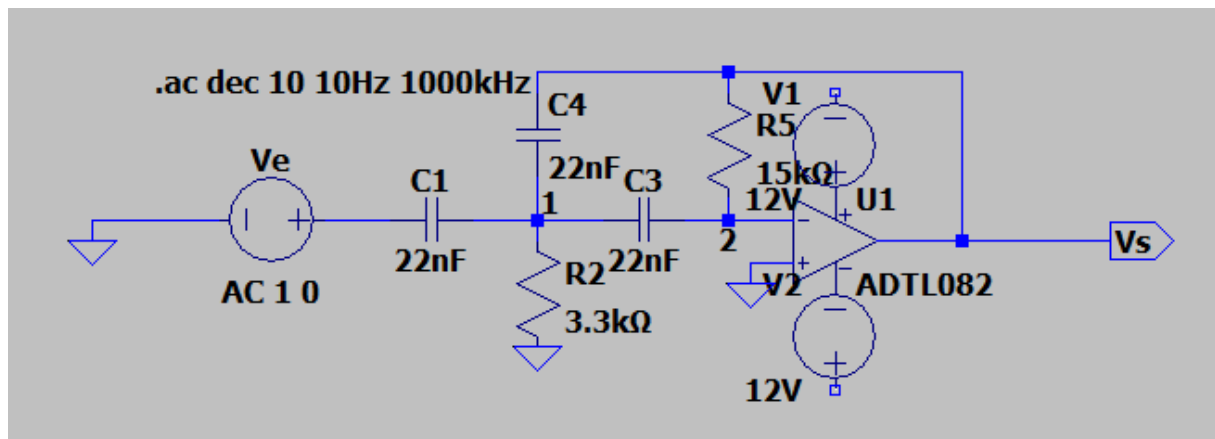 .ac dec 10 10Hz 1000kHz
C4
22nF
V1
R5
15kΩ
12V
Ve
AC 1 0
C1
22nF
1
C3
22nF
2
R2
3.3kΩ
U1
ADTL082
V2
12V
Vs